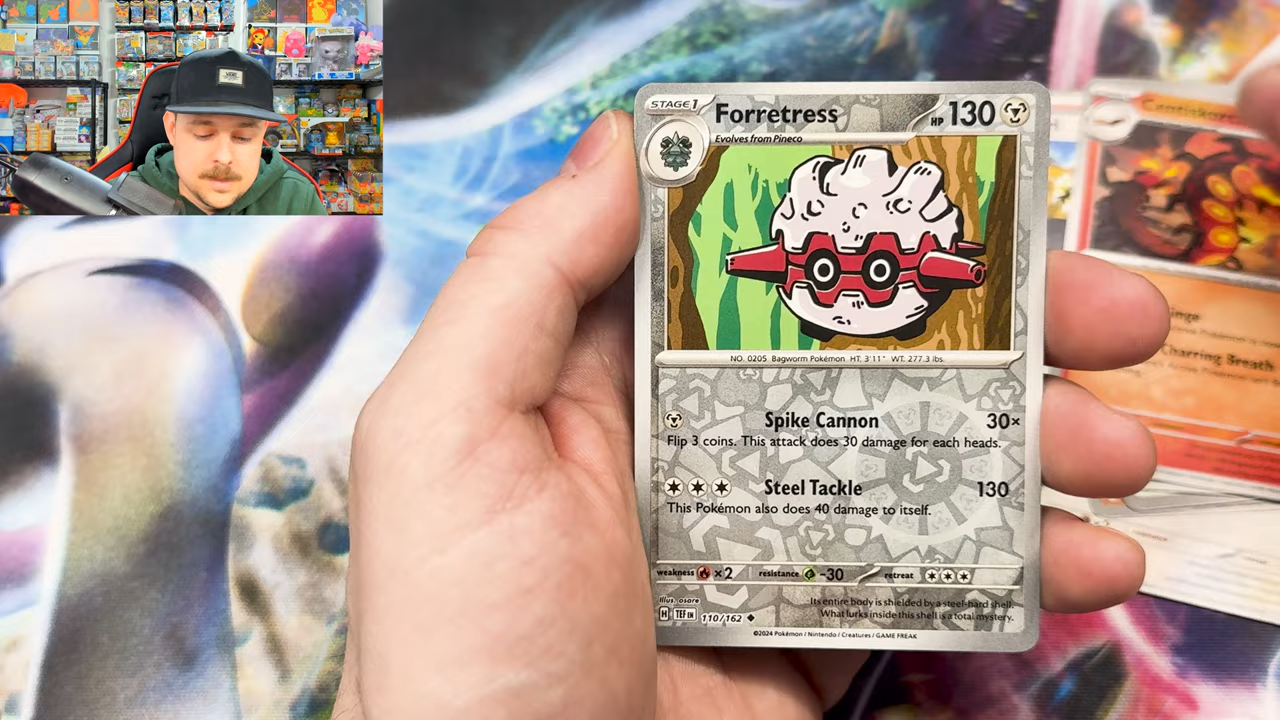 VANS
STAGE1 Forretress HP 130
Evolves from Pineco
NO. 0205 Bagworm Pokémon HT. 3'11" WT. 277.3 lbs.
Spike Cannon 30×
Flip 3 coins. This attack does 30 damage for each heads.
Steel Tackle 130
This Pokémon also does 40 damage to itself.
weakness ×2 resistance -30 retreat
Illus. osare
H TEF EN 110/162
Its entire body is shielded by a steel-hard shell.
What lurks inside this shell is a total mystery.
©2024 Pokémon / Nintendo / Creatures / GAME FREAK
Charring Breath